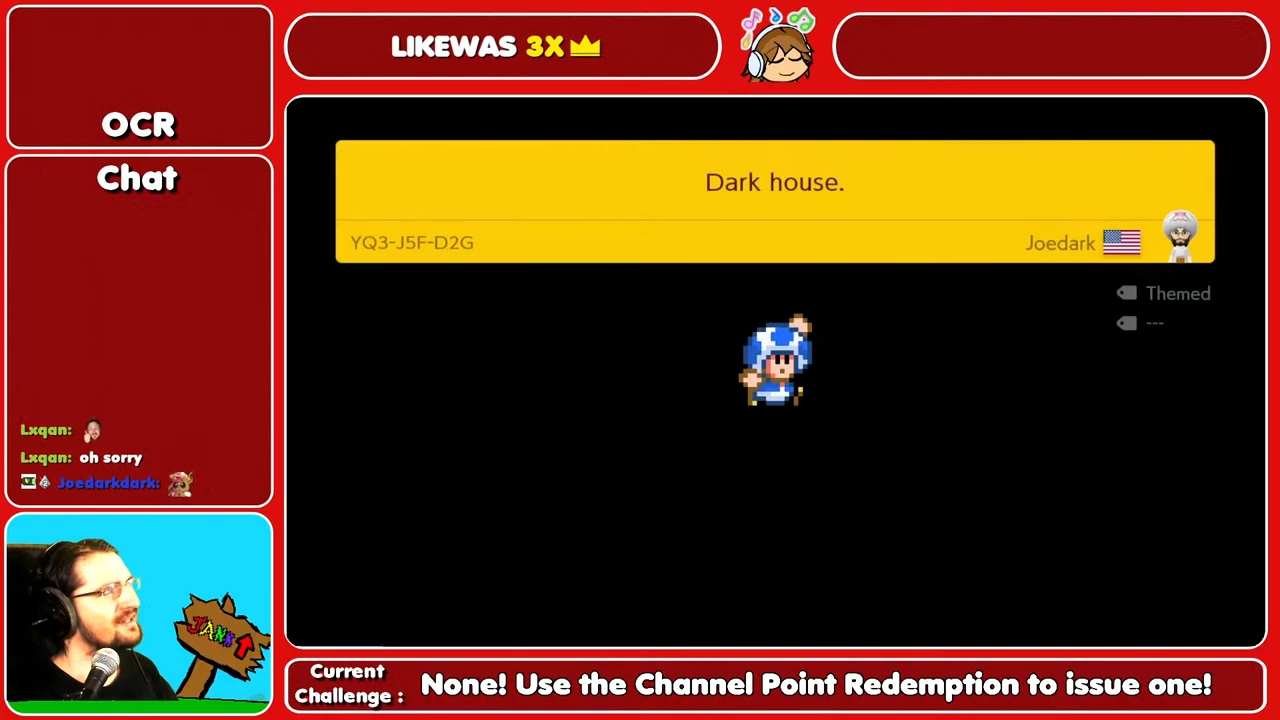 OCR
LIKEWAS 3X
Chat
Dark house.
YQ3-J5F-D2G
Joedark
Themed
---
Lxqan:
Lxqan: oh sorry
Joedarkdark:
JANK
Current
Challenge :
None! Use the Channel Point Redemption to issue one!